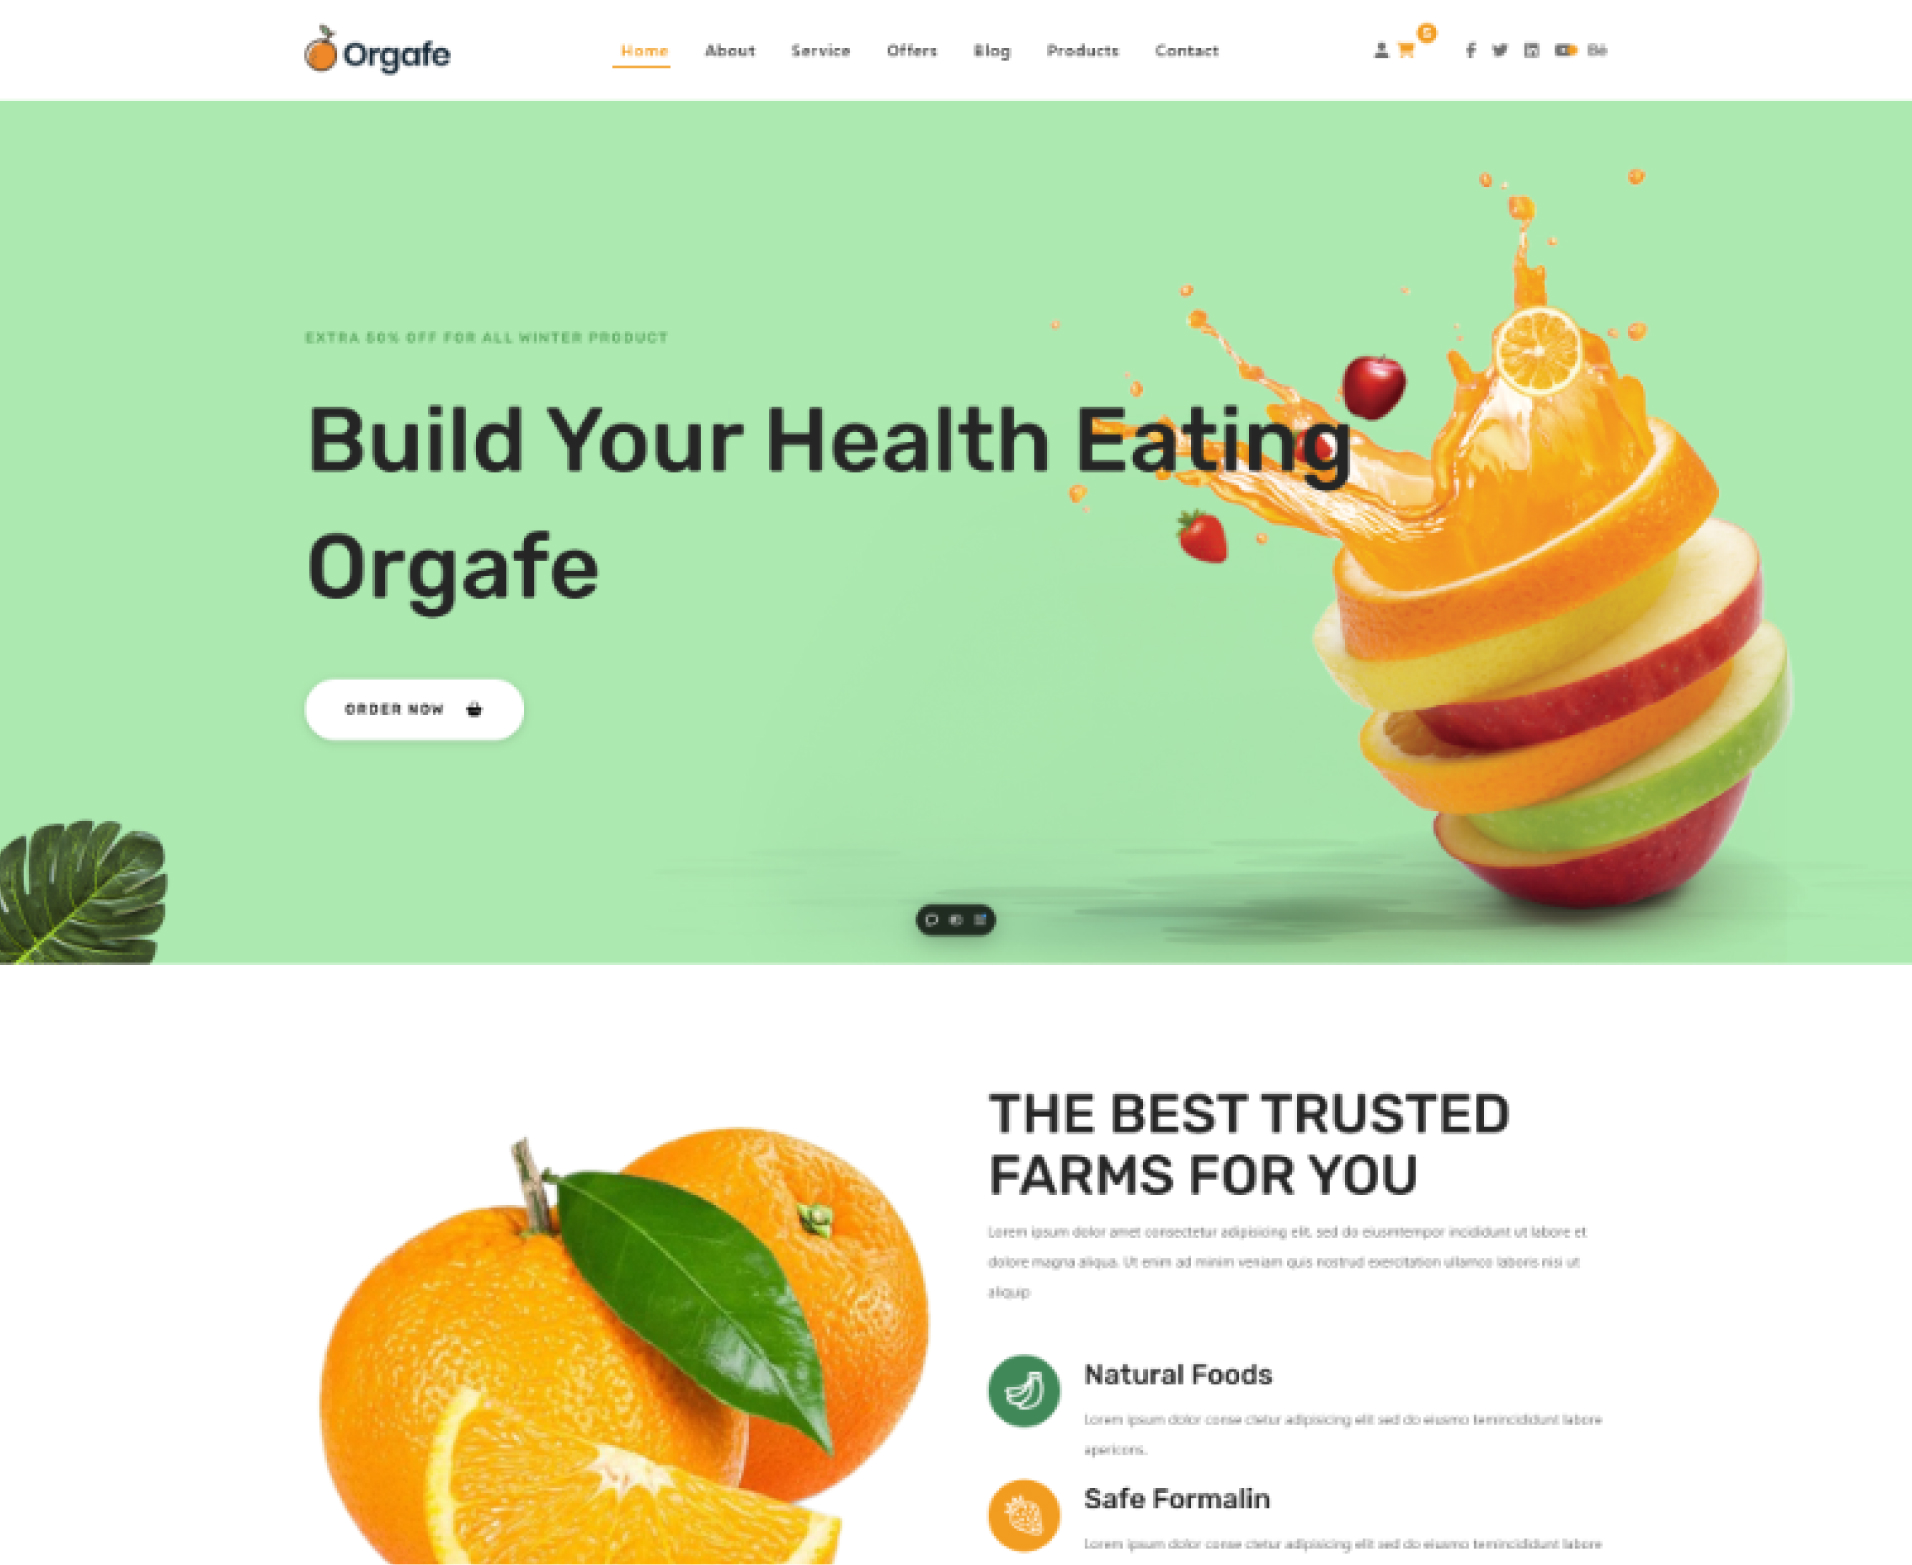 Orgafe
Home About Service Offers Blog Products Contact
5
Bē
EXTRA 50% OFF FOR ALL WINTER PRODUCT
Build Your Health Eating
Orgafe
ORDER NOW
THE BEST TRUSTED
FARMS FOR YOU
Lorem ipsum dolor amet consectetur adipisicing elit, sed do eiusmtempor incididunt ut labore et
dolore magna aliqua. Ut enim ad minim veniam quis nostrud exercitation ullamco laboris nisi ut
aliquip
Natural Foods
Lorem ipsum dolor conse ctetur adipisicing elit sed do eiusmo temincididunt labore
apericons.
Safe Formalin
Lorem ipsum dolor conse ctetur adipisicing elit sed do eiusmo temincididunt labore